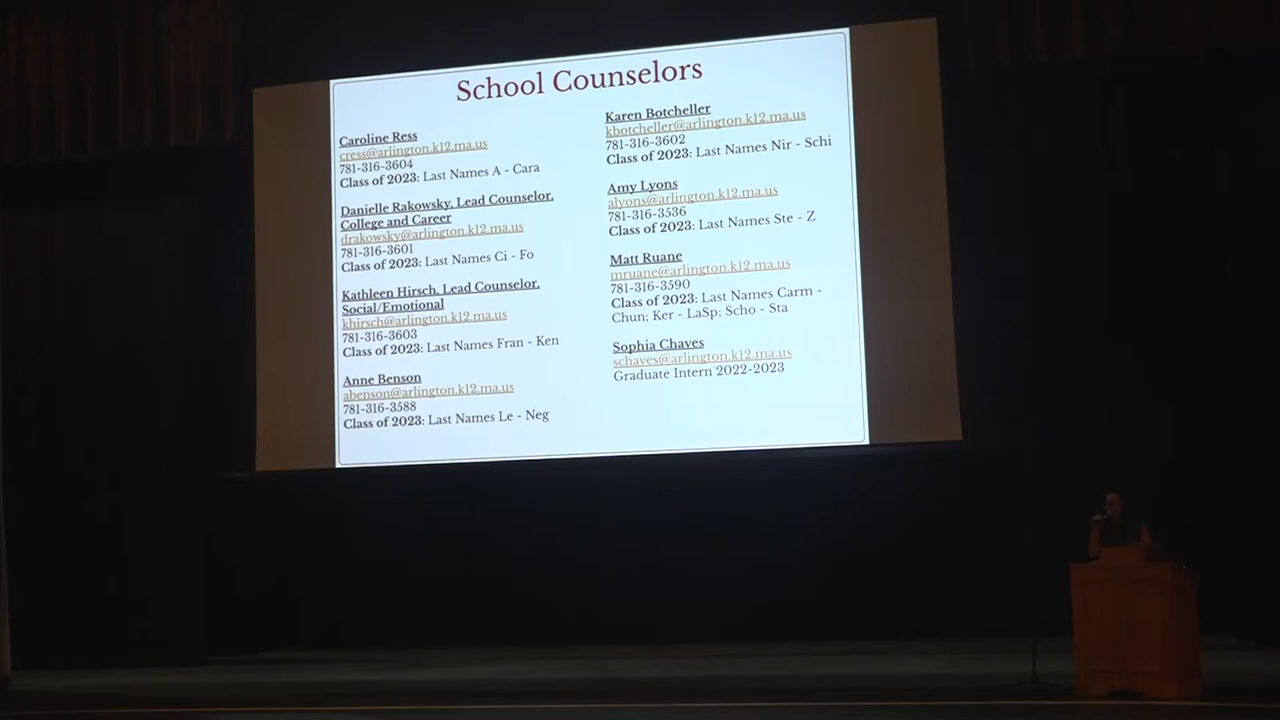 School Counselors
Caroline Ress
cress@arlington.k12.ma.us
781-316-3604
Class of 2023: Last Names A - Cara
Danielle Rakowsky, Lead Counselor,
College and Career
drakowsky@arlington.k12.ma.us
781-316-3601
Class of 2023: Last Names Ci - Fo
Kathleen Hirsch, Lead Counselor,
Social/Emotional
khirsch@arlington.k12.ma.us
781-316-3603
Class of 2023: Last Names Fran - Ken
Anne Benson
abenson@arlington.k12.ma.us
781-316-3588
Class of 2023: Last Names Le - Neg
Karen Botcheller
kbotcheller@arlington.k12.ma.us
781-316-3602
Class of 2023: Last Names Nir - Schi
Amy Lyons
alyons@arlington.k12.ma.us
781-316-3536
Class of 2023: Last Names Ste - Z
Matt Ruane
mruane@arlington.k12.ma.us
781-316-3590
Class of 2023: Last Names Carm -
Chun; Ker - LaSp; Scho - Sta
Sophia Chaves
schaves@arlington.k12.ma.us
Graduate Intern 2022-2023